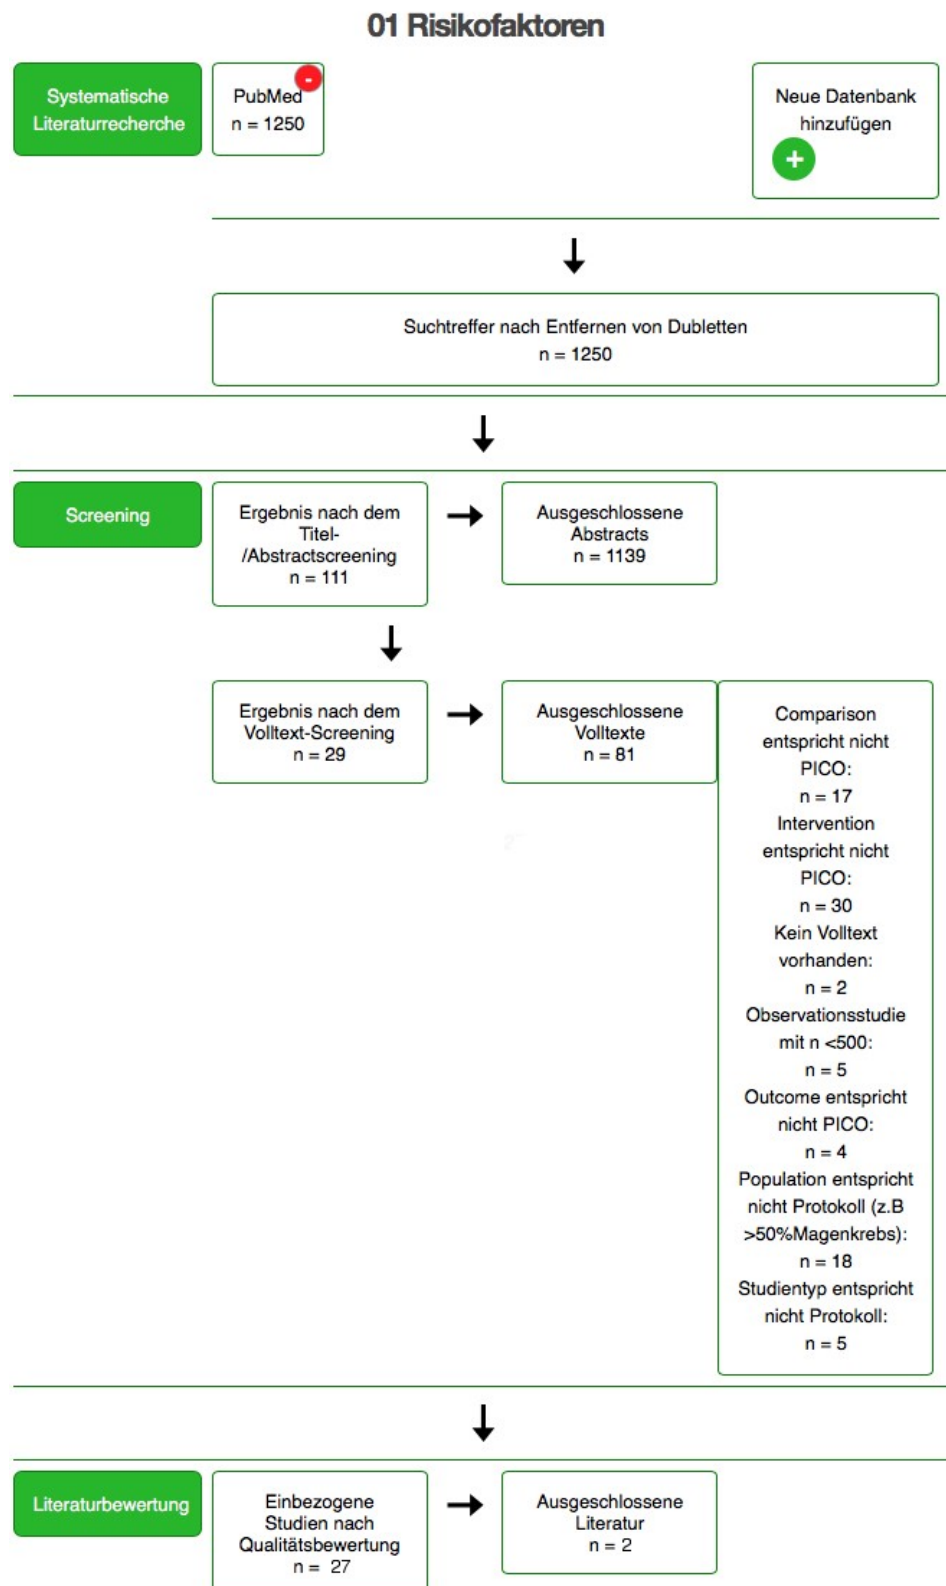 01 Risikofaktoren
Systematische
Literaturrecherche
PubMed
n = 1250
-
Neue Datenbank
hinzufügen
+
Suchtreffer nach Entfernen von Dubletten
n = 1250
Screening
Ergebnis nach dem
Titel-
/Abstractscreening
n = 111
Ausgeschlossene
Abstracts
n = 1139
Ergebnis nach dem
Volltext-Screening
n = 29
Ausgeschlossene
Volltexte
n = 81
Comparison
entspricht nicht
PICO:
n = 17
Intervention
entspricht nicht
PICO:
n = 30
Kein Volltext
vorhanden:
n = 2
Observationsstudie
mit n <500:
n = 5
Outcome entspricht
nicht PICO:
n = 4
Population entspricht
nicht Protokoll (z.B
>50%Magenkrebs):
n = 18
Studientyp entspricht
nicht Protokoll:
n = 5
Literaturbewertung
Einbezogene
Studien nach
Qualitätsbewertung
n = 27
Ausgeschlossene
Literatur
n = 2